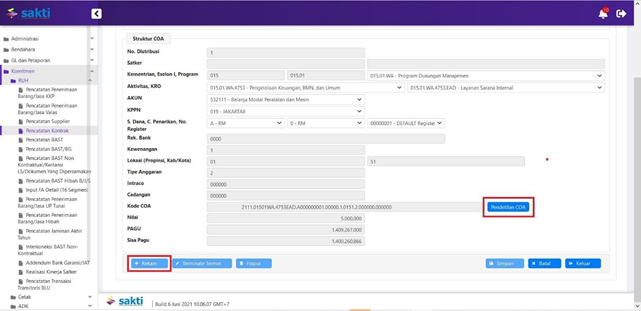 sakti
10
Administrasi
Bendahara
GL dan Pelaporan
Komitmen
RUH
Pencatatan Penerimaan
Barang/Jasa KKP
Pencatatan Penerimaan
Barang/Jasa Valas
Pencatatan Supplier
Pencatatan Kontrak
Pencatatan BAST
Pencatatan BAST/BG
Pencatatan BAST Non
Kontraktual/Kwitansi
LS/Dokumen Yang Dipersamakan
Pencatatan BAST Hibah B/J/S
Input FA Detail (16 Segmen)
Pencatatan Penerimaan
Barang/Jasa UP Tunai
Pencatatan Penerimaan
Barang/Jasa Hibah
Pencatatan Jaminan Akhir
Tahun
Interkoneksi BAST Non-
Kontraktual
Addendum Bank Garansi/JAT
Realisasi Kinerja Satker
Pencatatan Transaksi
Transitoris BLU
Cetak
ADK
Struktur COA
No. Distribusi 1
Satker
Kementrian, Eselon I, Program 015 015.01 015.01.WA - Program Dukungan Manajemen
Aktivitas, KRO 015.01.WA.4753 - Pengelolaan Keuangan, BMN, dan Umum 015.01.WA.4753.EAD - Layanan Sarana Internal
AKUN 532111 - Belanja Modal Peralatan dan Mesin
KPPN 019 - JAKARTA II
S. Dana, C. Penarikan, No. Register A - RM 0 - RM 00000001 - DEFAULT Register
Rek. Bank 0000
Kewenangan 1
Lokasi (Propinsi, Kab/Kota) 01 51 *
Tipe Anggaran 2
Intraco 000000
Cadangan 000000
Kode COA 2111.01501WA.4753EAD.A000000001.00000.1.0151.2.000000.000000 Pendetilan COA
Nilai 5.000.000
PAGU 1.409.267.000
Sisa Pagu 1.400.260.866
Rekam Terminate Termin Hapus Simpan Batal Keluar
sakti Build 6 Juni 2021 10.06.07 GMT+7